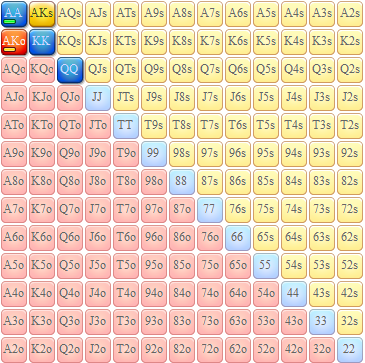 AA AKs AQs AJs ATs A9s A8s A7s A6s A5s A4s A3s A2s
AKo KK KQs KJs KTs K9s K8s K7s K6s K5s K4s K3s K2s
AQo KQo QQ QJs QTs Q9s Q8s Q7s Q6s Q5s Q4s Q3s Q2s
AJo KJo QJo JJ JTs J9s J8s J7s J6s J5s J4s J3s J2s
ATo KTo QTo JTo TT T9s T8s T7s T6s T5s T4s T3s T2s
A9o K9o Q9o J9o T9o 99 98s 97s 96s 95s 94s 93s 92s
A8o K8o Q8o J8o T8o 98o 88 87s 86s 85s 84s 83s 82s
A7o K7o Q7o J7o T7o 97o 87o 77 76s 75s 74s 73s 72s
A6o K6o Q6o J6o T6o 96o 86o 76o 66 65s 64s 63s 62s
A5o K5o Q5o J5o T5o 95o 85o 75o 65o 55 54s 53s 52s
A4o K4o Q4o J4o T4o 94o 84o 74o 64o 54o 44 43s 42s
A3o K3o Q3o J3o T3o 93o 83o 73o 63o 53o 43o 33 32s
A2o K2o Q2o J2o T2o 92o 82o 72o 62o 52o 42o 32o 22